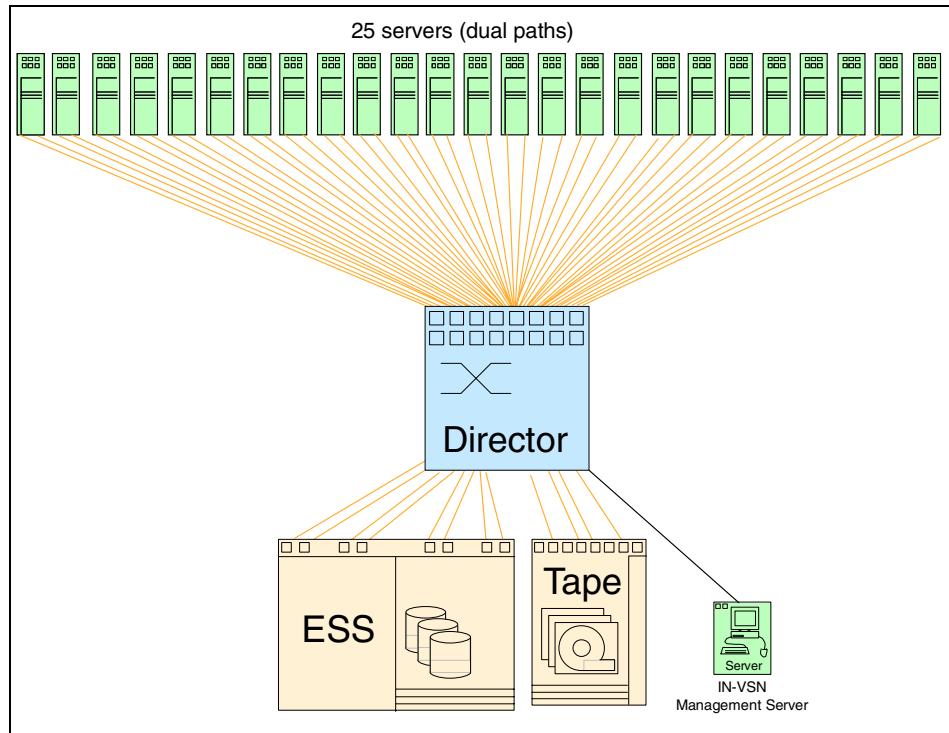 25 servers (dual paths)
Director
ESS
Tape
Server
IN-VSN
Management Server